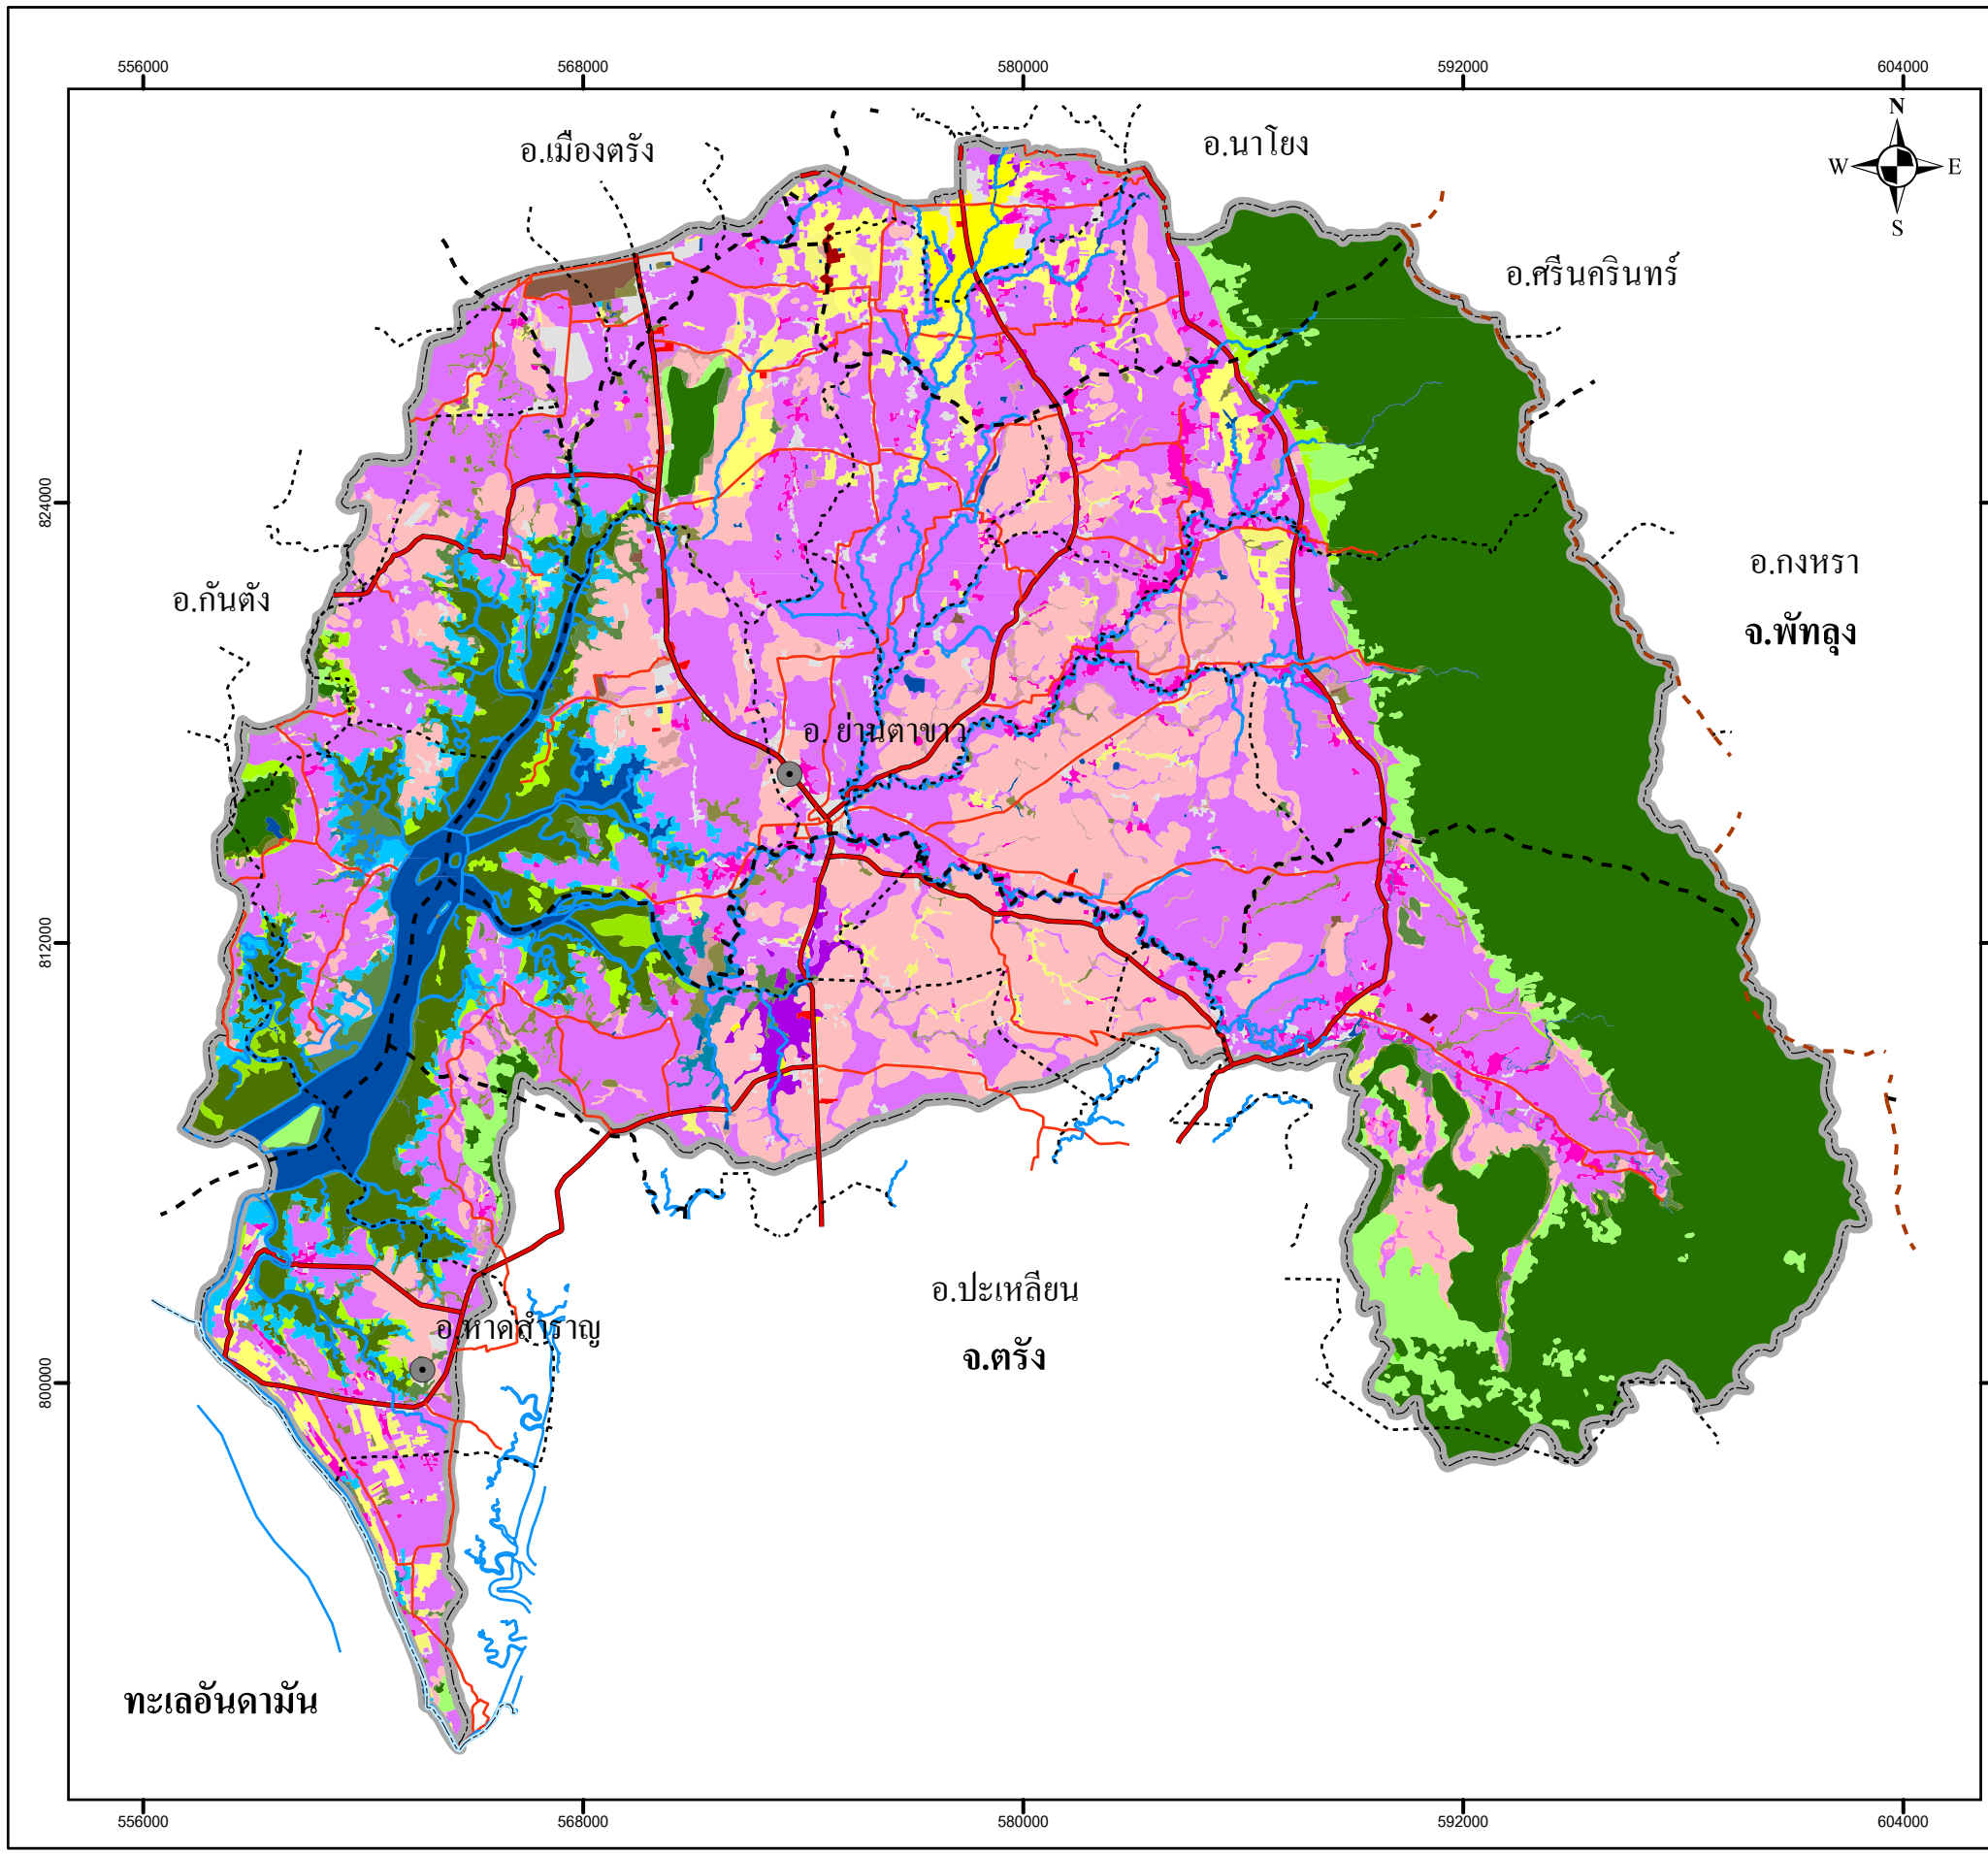 556000 568000 580000 592000 604000
N
W E
S
อ.เมืองตรัง
อ.นาโยง
อ.ศรีนครินทร์
824000
อ.กงหรา
อ.กันตัง
จ.พัทลุง
อ. ย่านตาขาว
812000
อ.ปะเหลียน
อ.หาดสำราญ
จ.ตรัง
800000
ทะเลอันดามัน
556000 568000 580000 592000 604000